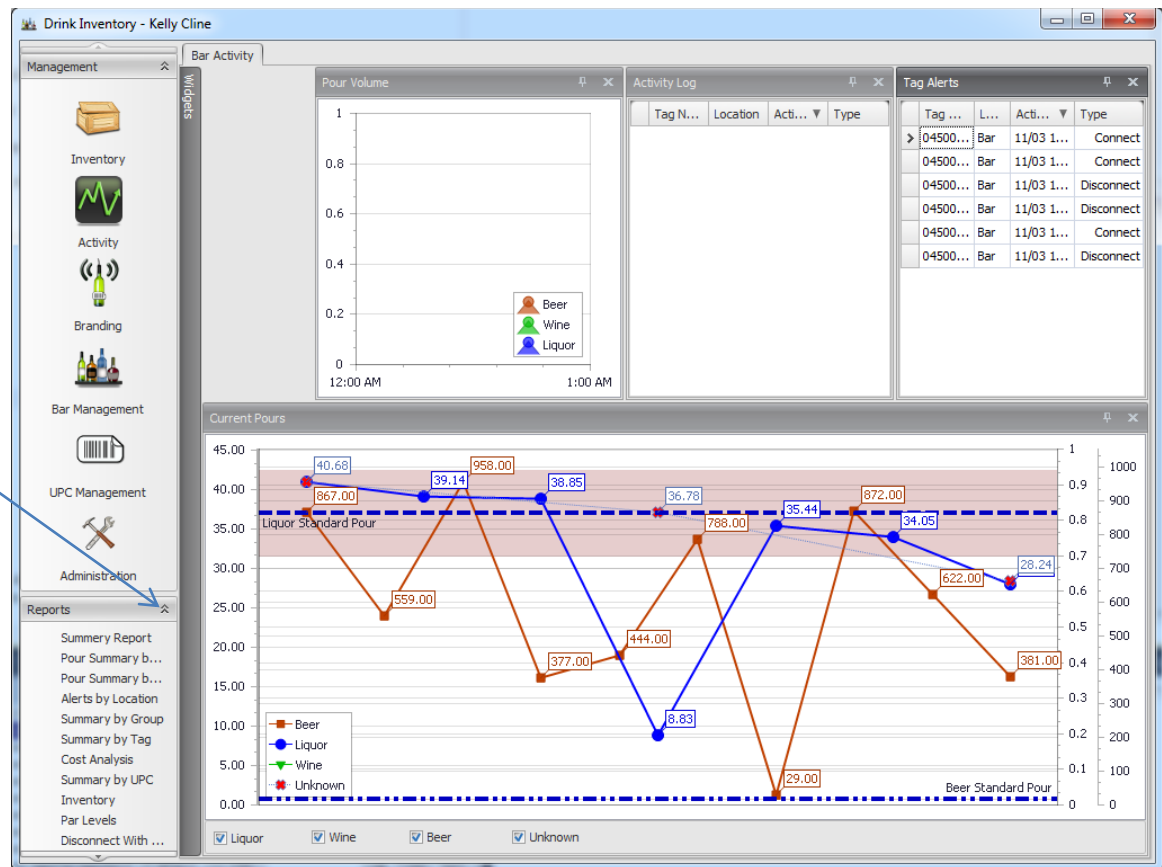 Drink Inventory - Kelly Cline
Management
Inventory
Activity
Branding
Bar Management
UPC Management
Administration
Reports
Summery Report
Pour Summary b...
Pour Summary b...
Alerts by Location
Summary by Group
Summary by Tag
Cost Analysis
Summary by UPC
Inventory
Par Levels
Disconnect With ...
Bar Activity
Widgets
Pour Volume
1
0.8
0.6
0.4
0.2
0
12:00 AM 1:00 AM
Beer
Wine
Liquor
Activity Log
Tag N... Location Acti... Type
Tag Alerts
Tag ... L... Acti... Type
04500... Bar 11/03 1... Connect
04500... Bar 11/03 1... Connect
04500... Bar 11/03 1... Disconnect
04500... Bar 11/03 1... Disconnect
04500... Bar 11/03 1... Connect
04500... Bar 11/03 1... Disconnect
Current Pours
45.00
40.00
35.00
30.00
25.00
20.00
15.00
10.00
5.00
0.00
40.68
867.00
Liquor Standard Pour
559.00
39.14
958.00
38.85
377.00
444.00
36.78
8.83
788.00
35.44
29.00
872.00
34.05
622.00
28.24
381.00
Beer Standard Pour
Beer
Liquor
Wine
Unknown
1
0.9
0.8
0.7
0.6
0.5
0.4
0.3
0.2
0.1
0
1000
900
800
700
600
500
400
300
200
100
0
Liquor Wine Beer Unknown